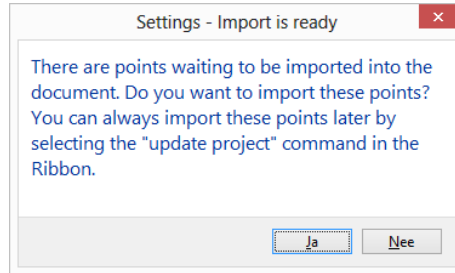 Settings - Import is ready
There are points waiting to be imported into the
document. Do you want to import these points?
You can always import these points later by
selecting the "update project" command in the
Ribbon.
Ja
Nee